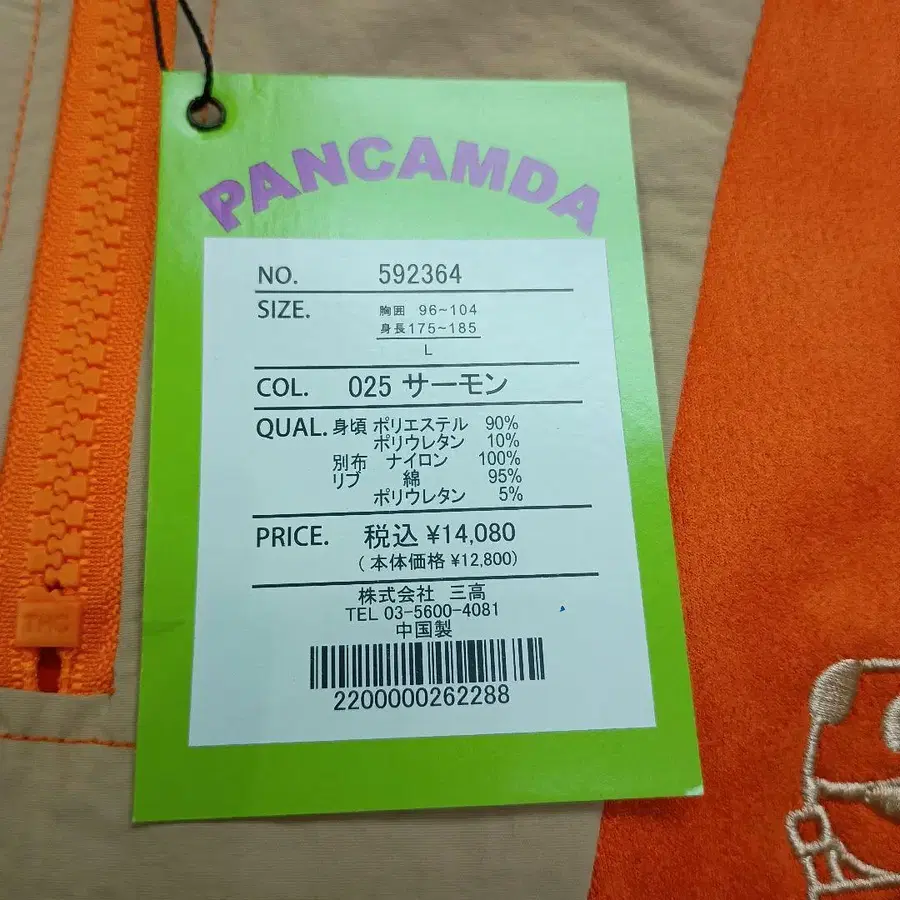 PANCAMDA
NO. 592364
SIZE. 胸囲 96~104
身長175~185
L
COL. 025 サーモン
QUAL. 身頃 ポリエステル 90%
ポリウレタン 10%
別布 ナイロン 100%
リブ 綿 95%
ポリウレタン 5%
PRICE. 税込 ¥14,080
(本体価格 ¥12,800)
株式会社 三高
TEL 03-5600-4081
中国製
2200000262288